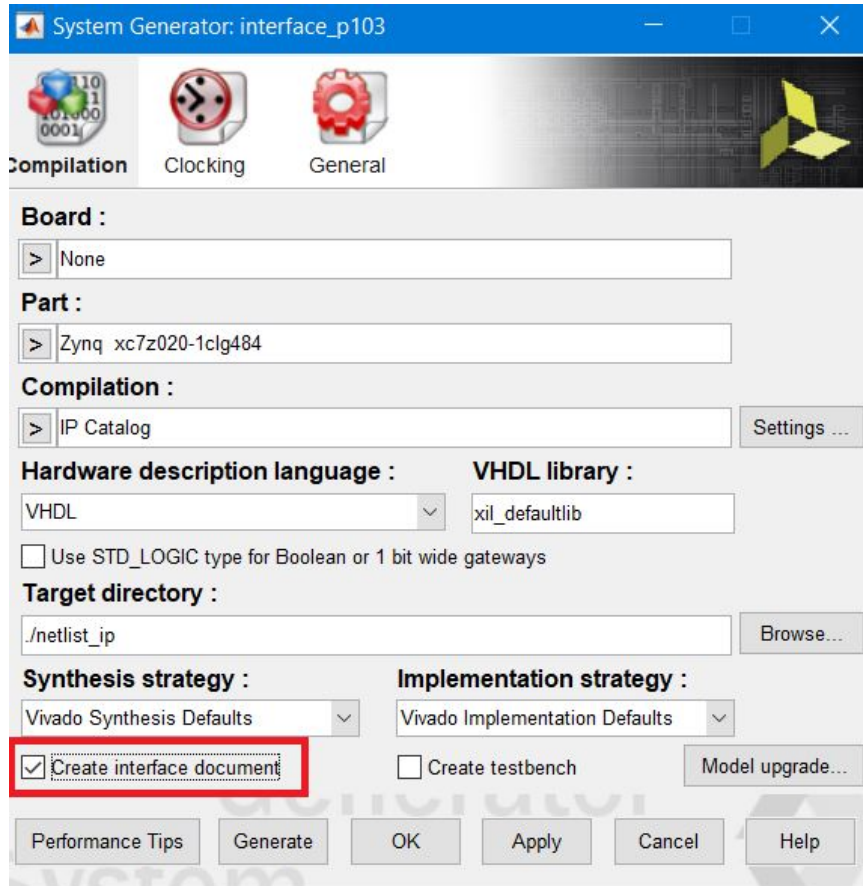 System Generator: interface_p103
Compilation Clocking General
Board :
> None
Part :
> Zynq xc7z020-1clg484
Compilation :
> IP Catalog Settings ...
Hardware description language : VHDL library :
VHDL xil_defaultlib
Use STD_LOGIC type for Boolean or 1 bit wide gateways
Target directory :
./netlist_ip Browse...
Synthesis strategy : Implementation strategy :
Vivado Synthesis Defaults Vivado Implementation Defaults
Create interface document Create testbench Model upgrade...
Generator
Performance Tips Generate OK Apply Cancel Help
System